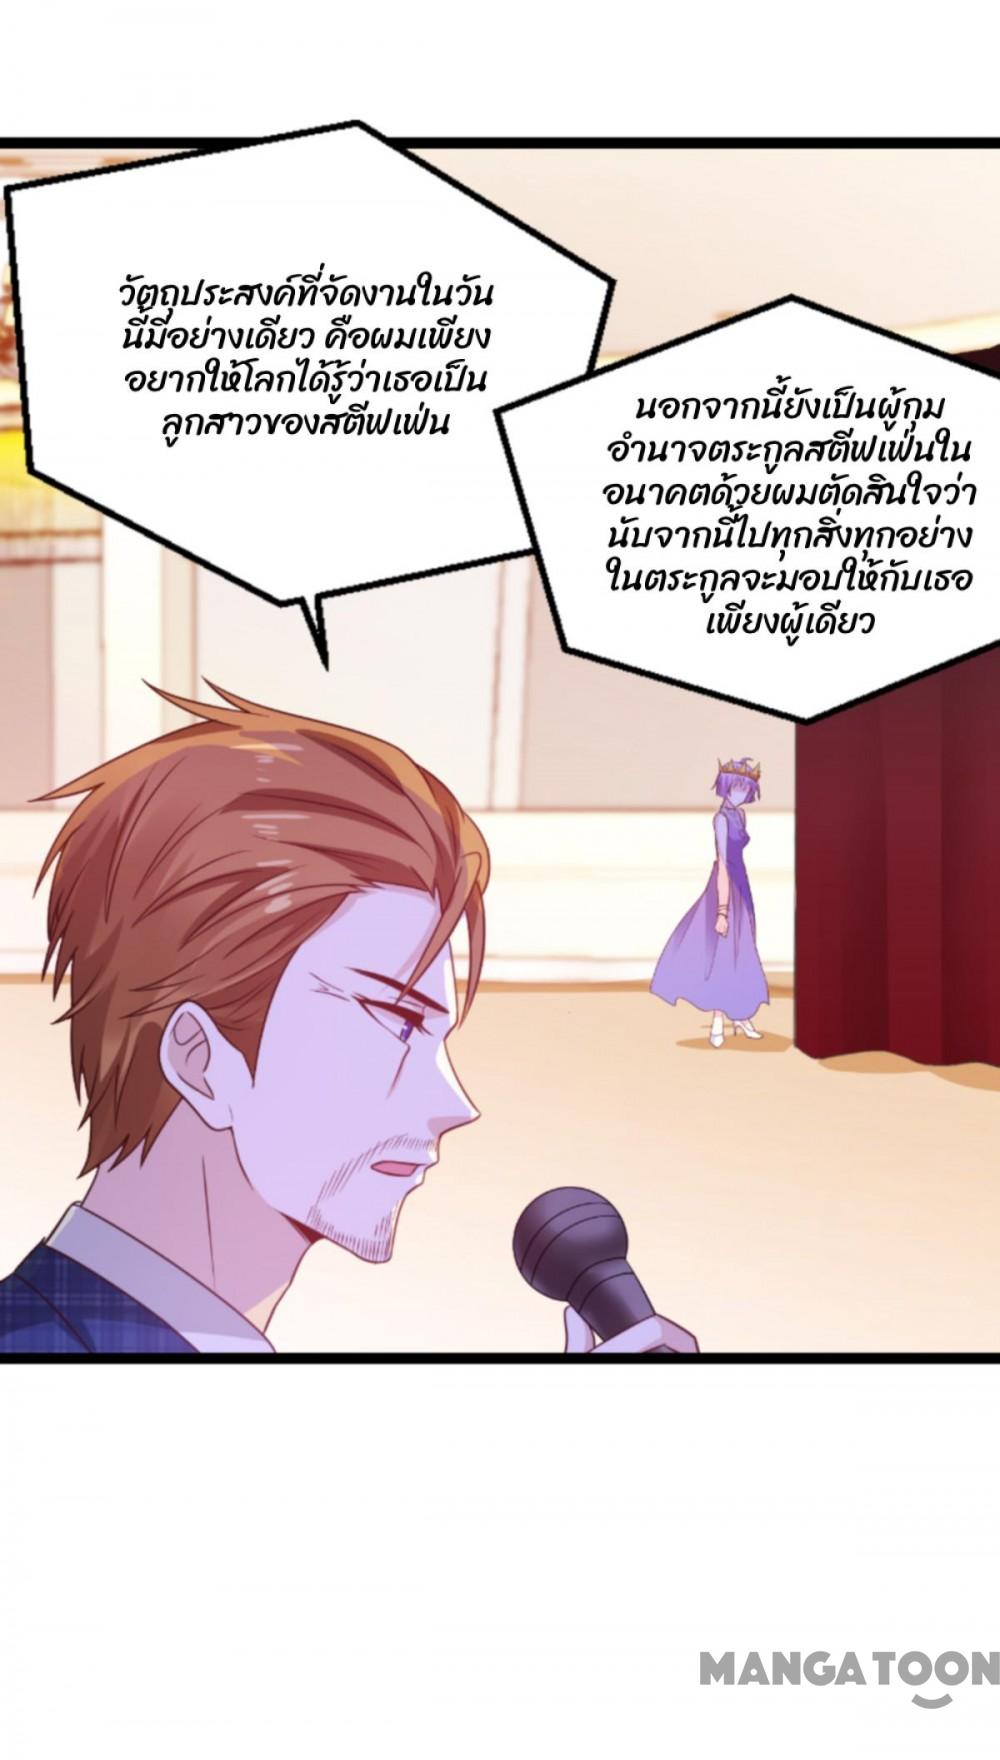 วัตถุประสงค์ที่จัดงานในวัน
นี้มีอย่างเดียว คือผมเพียง
อยากให้โลกได้รู้ว่าเธอเป็น
ลูกสาวของสตีฟเฟ่น
นอกจากนี้ยังเป็นผู้กุม
อำนาจตระกูลสตีฟเฟ่นใน
อนาคตด้วยผมตัดสินใจว่า
นับจากนี้ไปทุกสิ่งทุกอย่าง
ในตระกูลจะมอบให้กับเธอ
เพียงผู้เดียว
MANGATOON